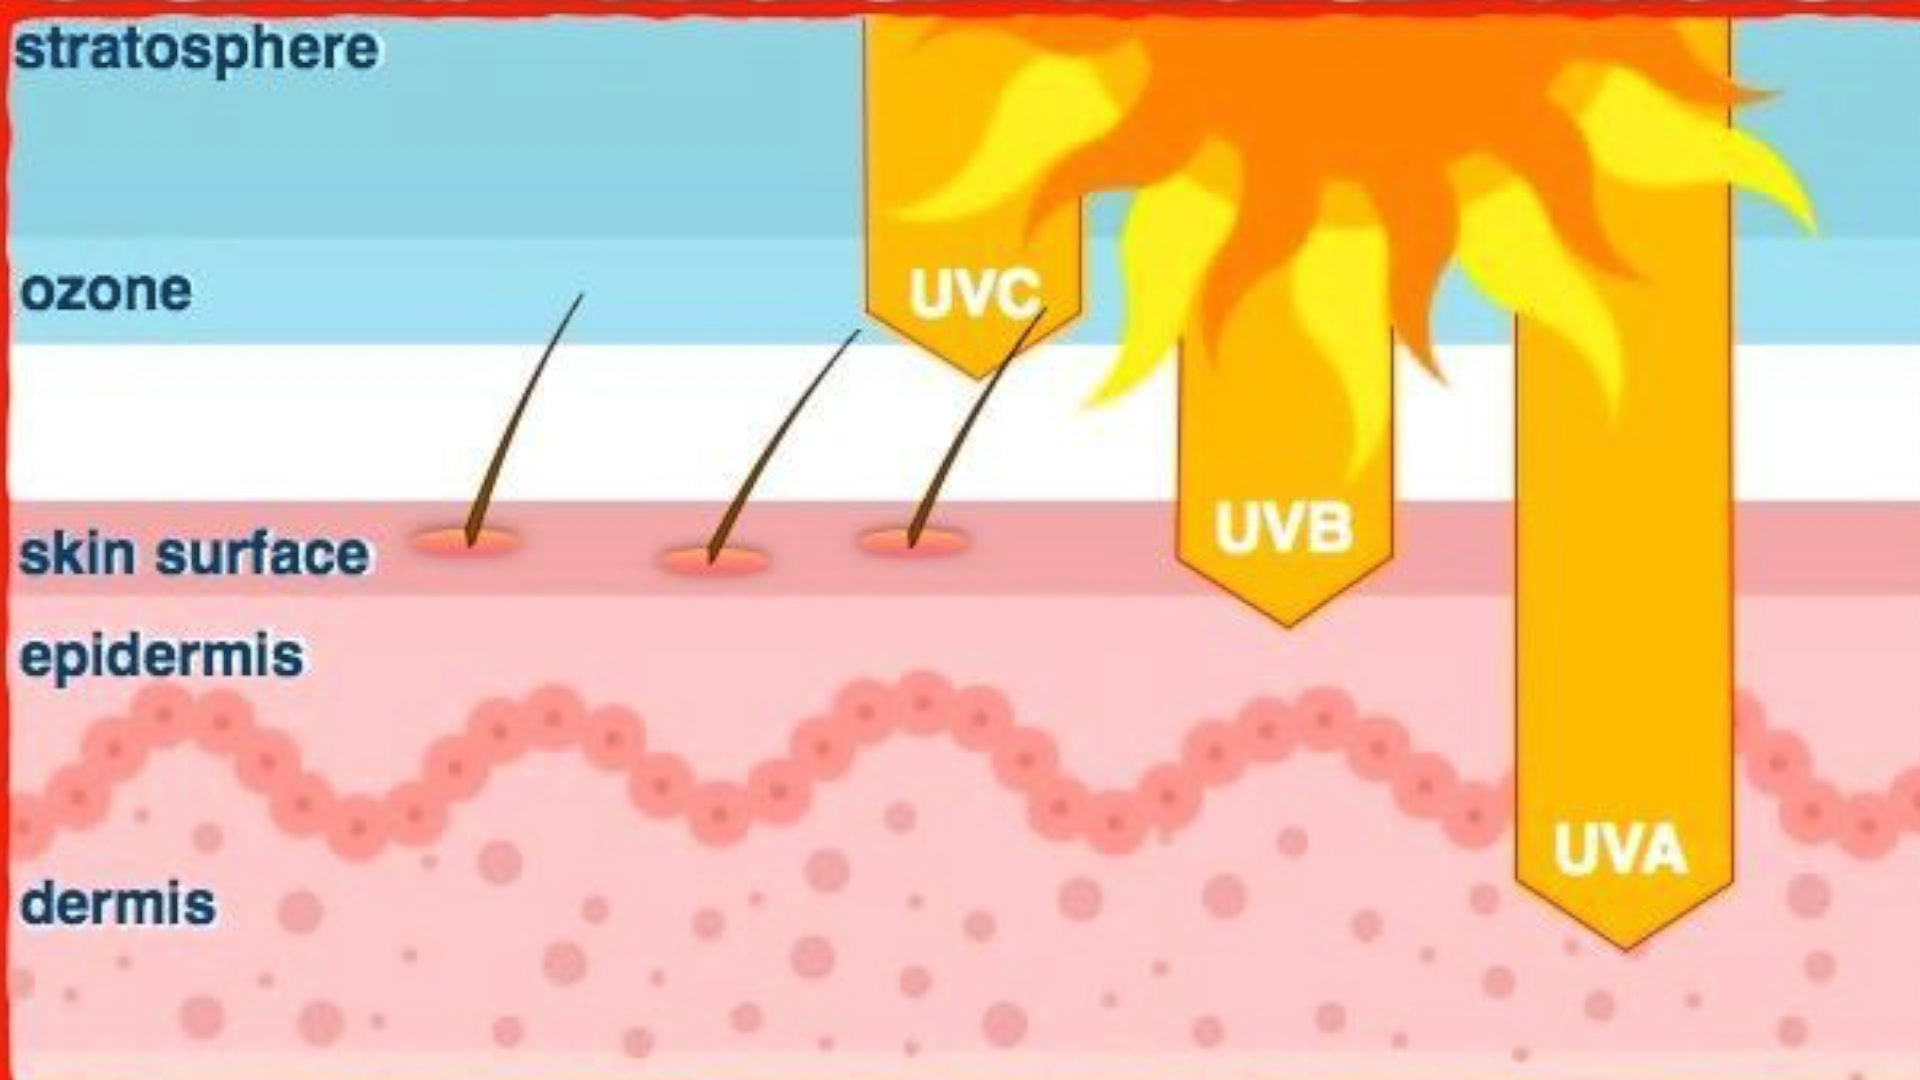 stratosphere
ozone
UVC
skin surface
UVB
epidermis
UVA
dermis